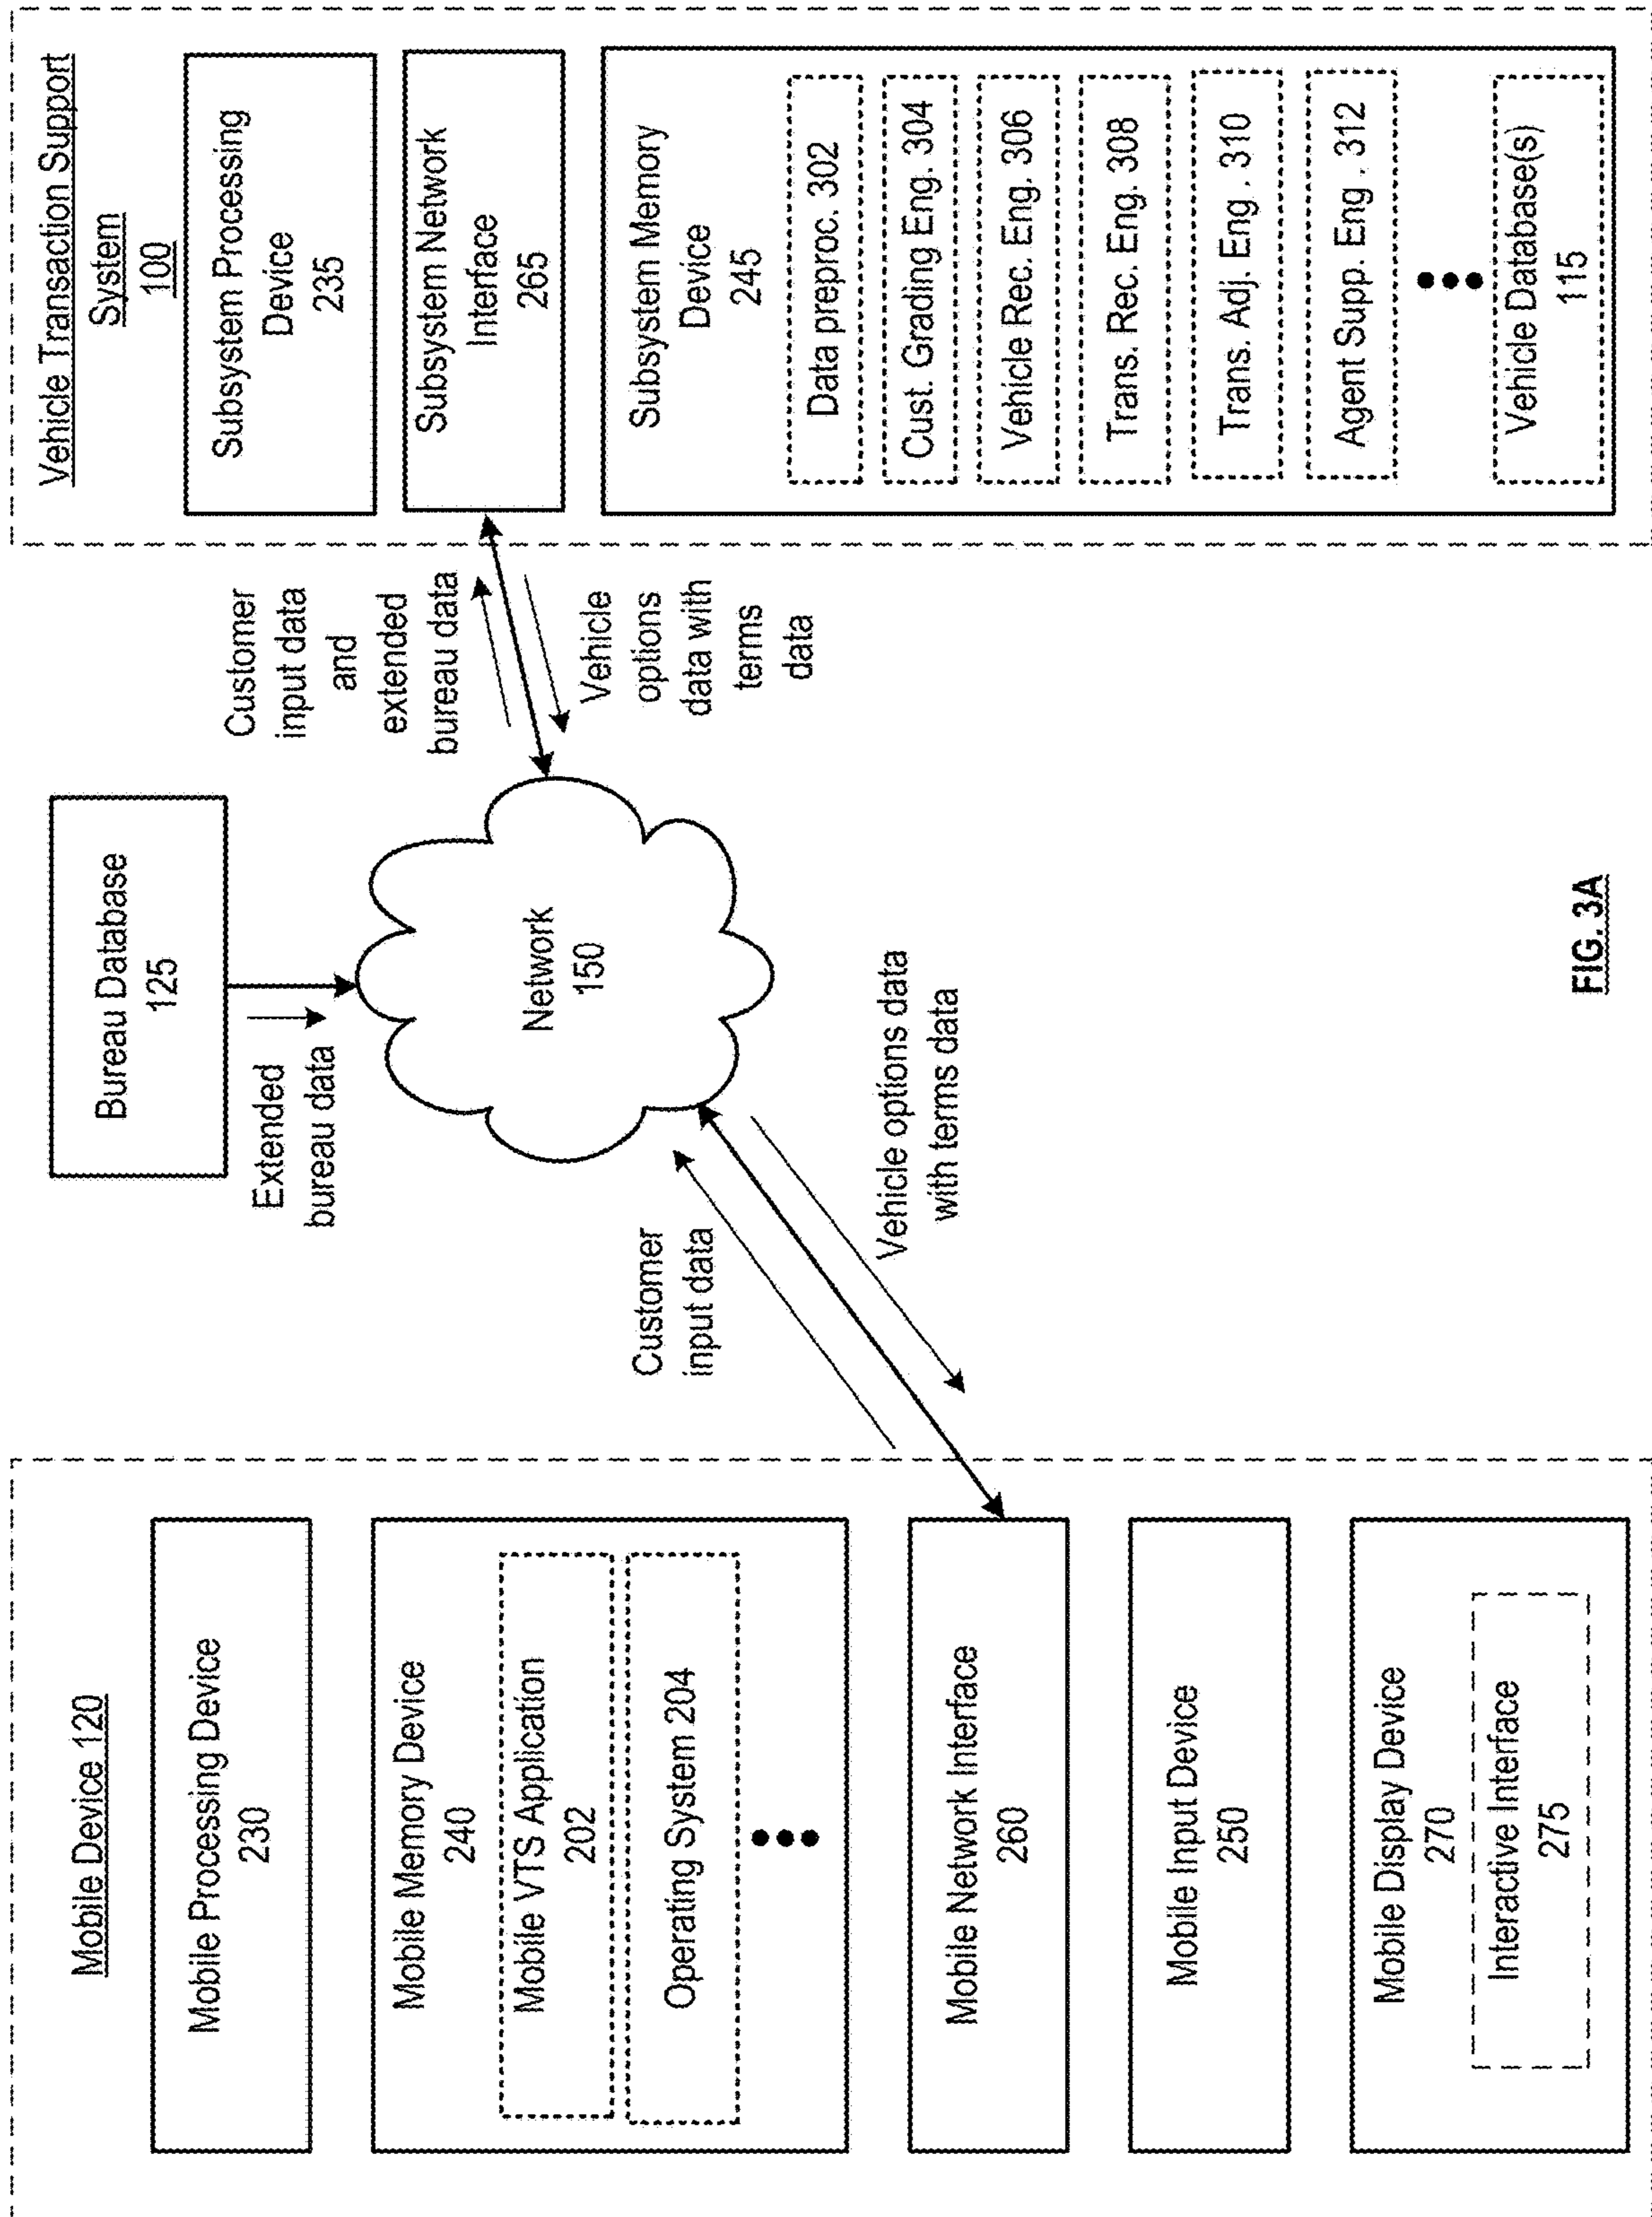 Mobile Device 120
Mobile Processing Device
230
Mobile Memory Device
240
Mobile VTS Application
202
Operating System 204
Mobile Network Interface
260
Mobile Input Device
250
Mobile Display Device
270
Interactive Interface
275
Bureau Database
125
Extended
bureau data
Network
150
Customer
input data
Vehicle options data
with terms data
Customer
input data
and
extended
bureau data
Vehicle
options
data with
terms
data
Vehicle Transaction Support
System
100
Subsystem Processing
Device
235
Subsystem Network
Interface
265
Subsystem Memory
Device
245
Data preproc. 302
Cust. Grading Eng. 304
Vehicle Rec. Eng. 306
Trans. Rec. Eng. 308
Trans. Adj. Eng . 310
Agent Supp. Eng . 312
Vehicle Database(s)
115
FIG. 3A